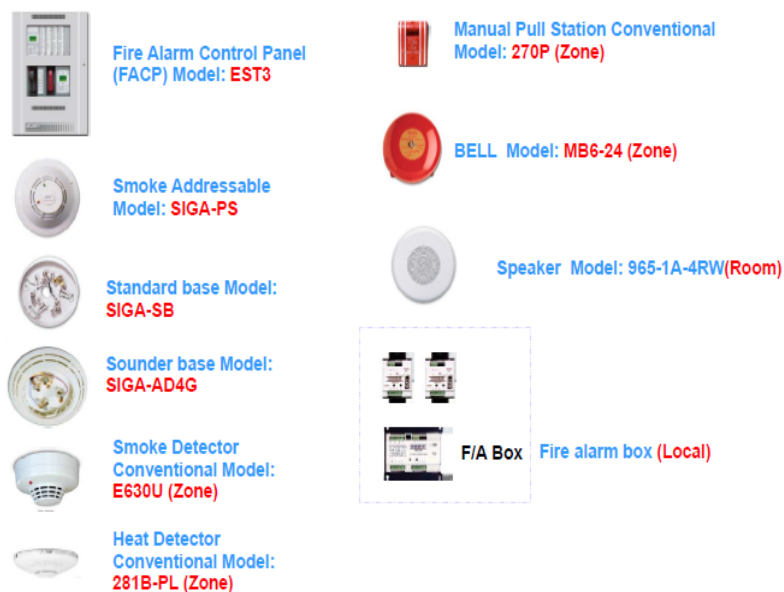 Fire Alarm Control Panel
(FACP) Model: EST3
Smoke Addressable
Model: SIGA-PS
Standard base Model:
SIGA-SB
Sounder base Model:
SIGA-AD4G
Smoke Detector
Conventional Model:
E630U (Zone)
Heat Detector
Conventional Model:
281B-PL (Zone)
Manual Pull Station Conventional
Model: 270P (Zone)
BELL Model: MB6-24 (Zone)
Speaker Model: 965-1A-4RW(Room)
F/A Box Fire alarm box (Local)